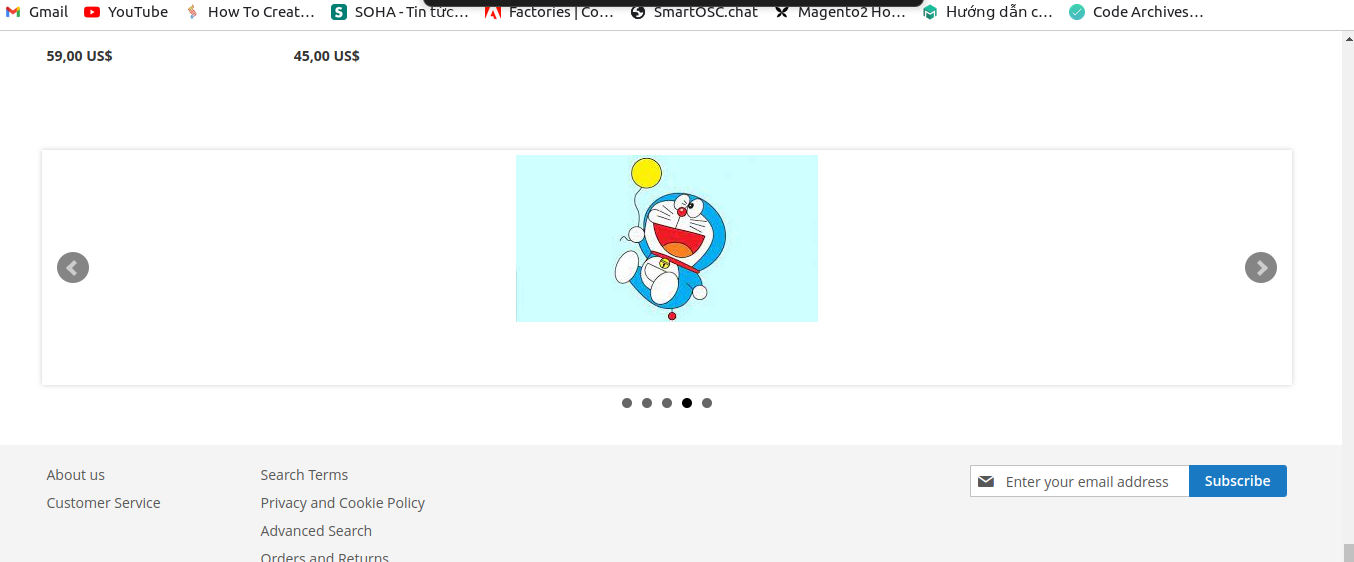 Gmail YouTube How To Creat… SOHA - Tin tức… Factories | Co… SmartOSC.chat Magento2 Ho… Hướng dẫn c… Code Archives…
59,00 US$ 45,00 US$
About us Search Terms Enter your email address Subscribe
Customer Service Privacy and Cookie Policy
Advanced Search
Orders and Returns